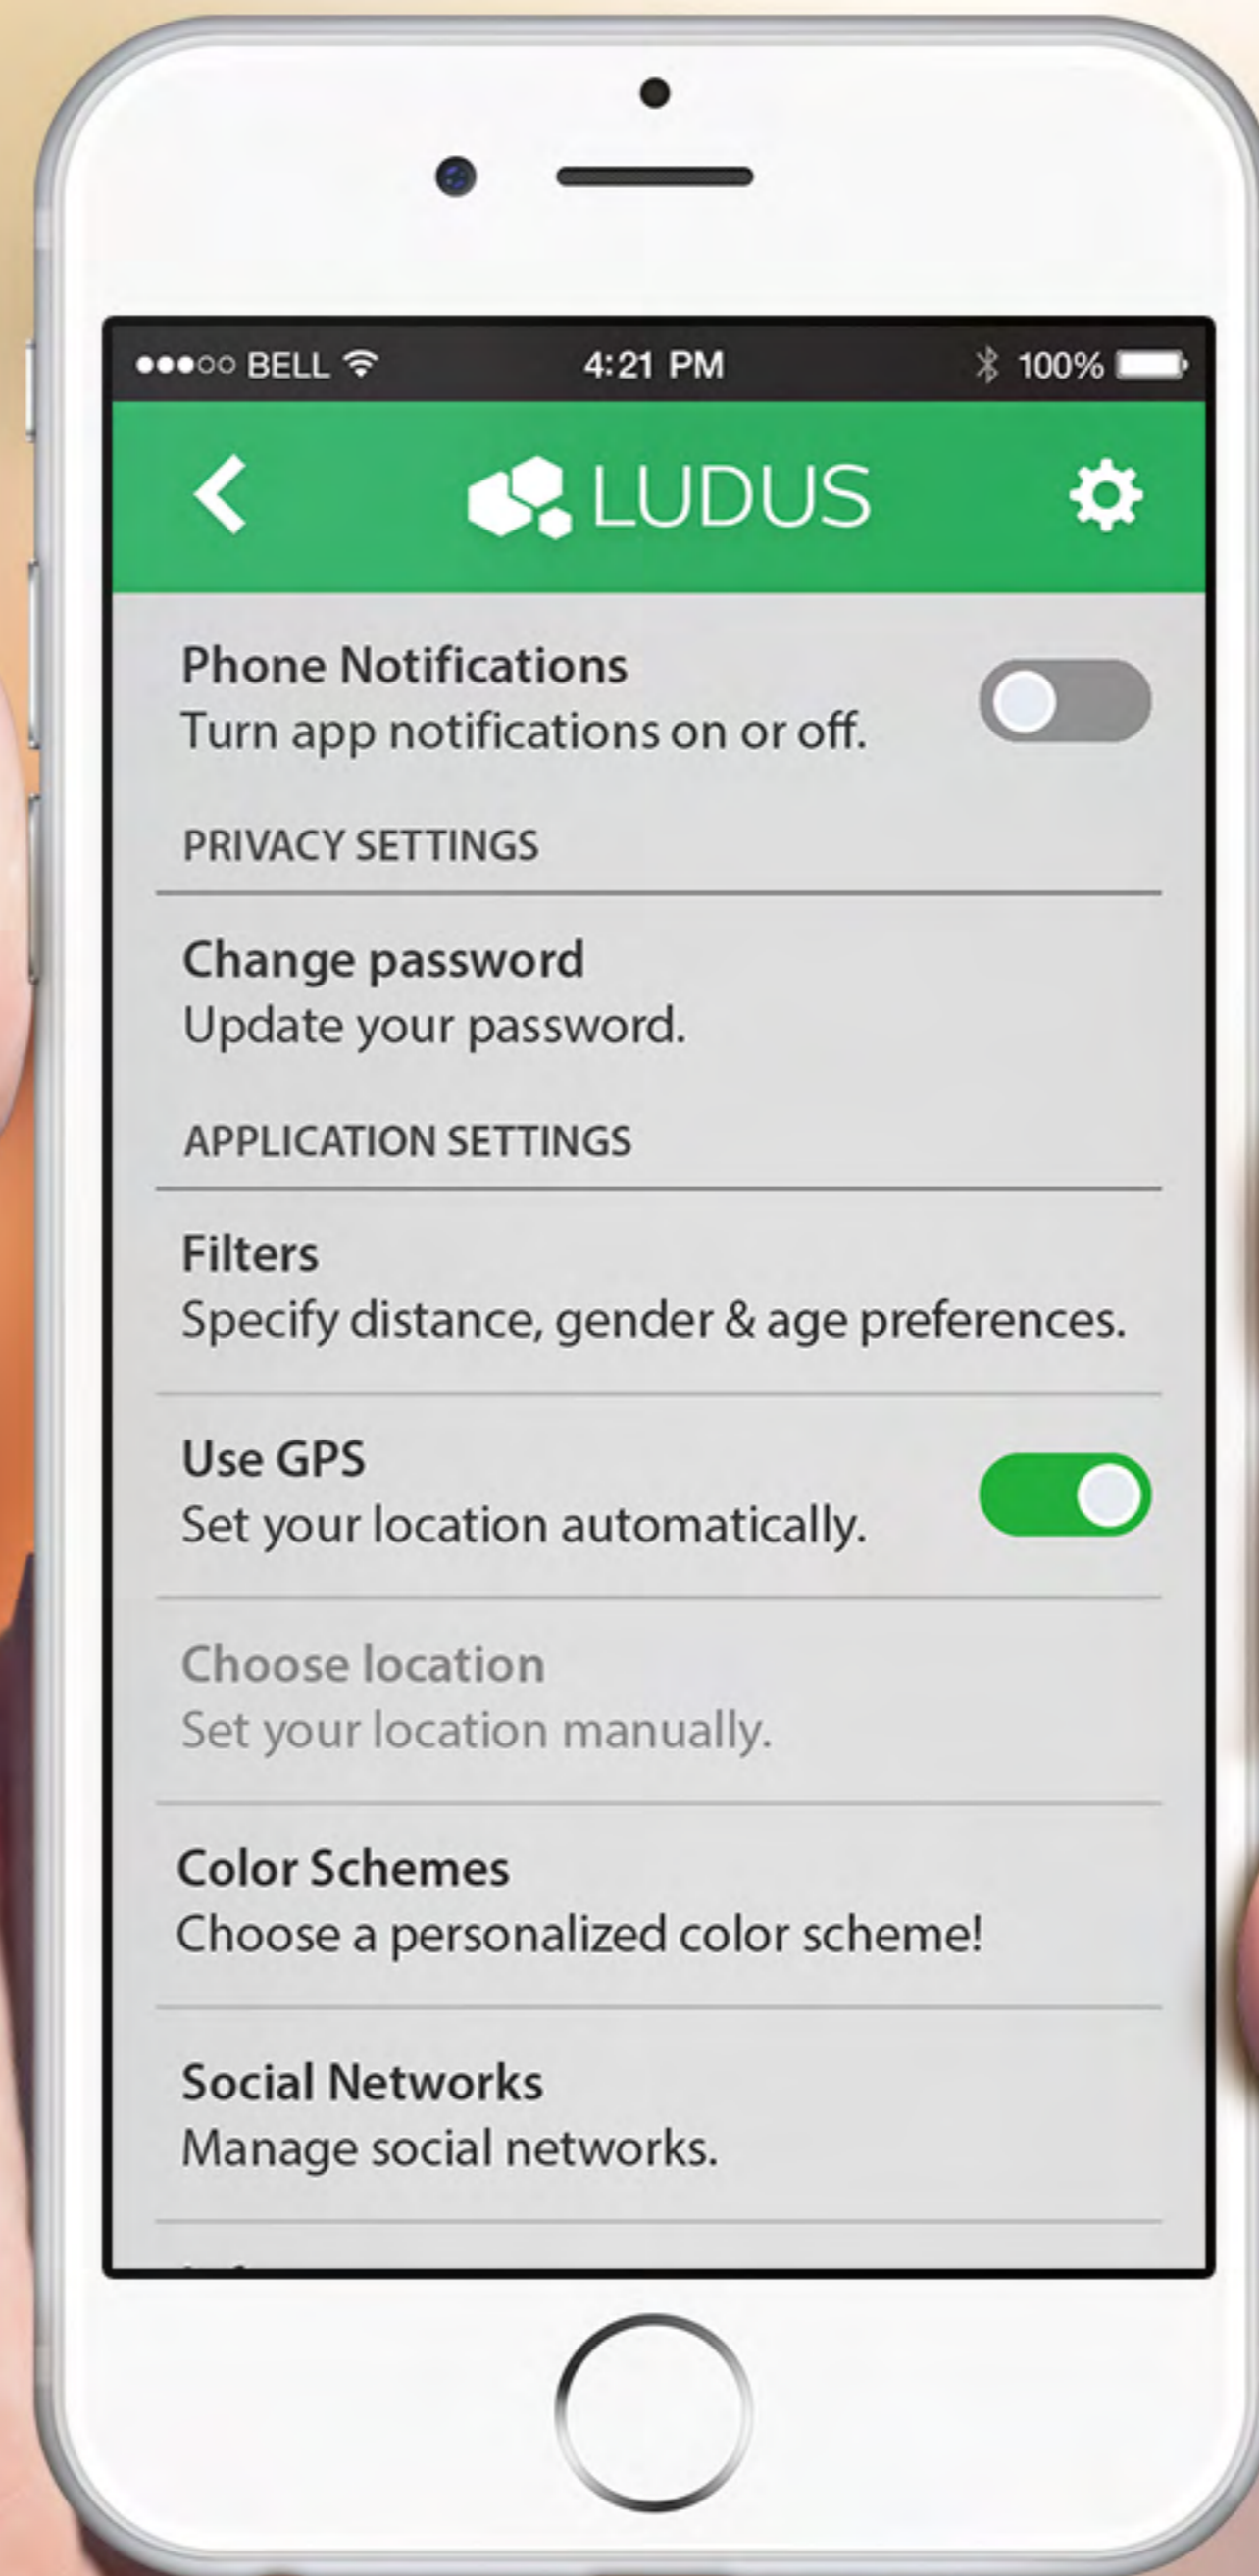 BELL 4:21 PM 100%
LUDUS
Phone Notifications
Turn app notifications on or off.
PRIVACY SETTINGS
Change password
Update your password.
APPLICATION SETTINGS
Filters
Specify distance, gender & age preferences.
Use GPS
Set your location automatically.
Choose location
Set your location manually.
Color Schemes
Choose a personalized color scheme!
Social Networks
Manage social networks.